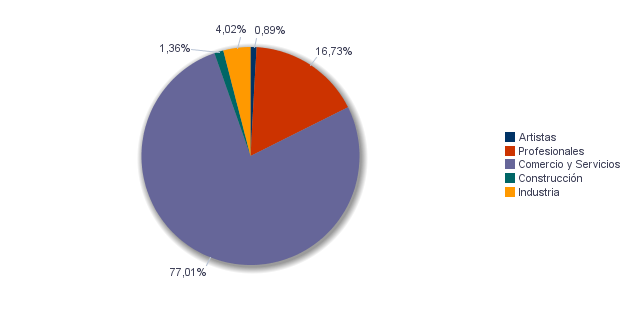 4,02%
0,89%
1,36%
16,73%
77,01%
Artistas
Profesionales
Comercio y Servicios
Construcción
Industria